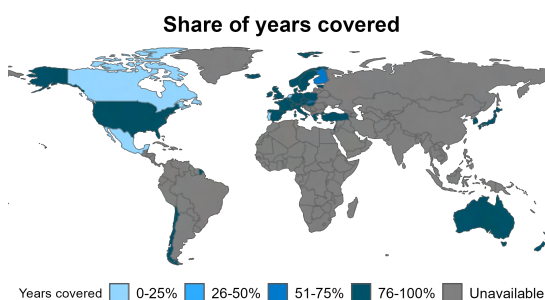 Share of years covered
Years covered 0-25% 26-50% 51-75% 76-100% Unavailable